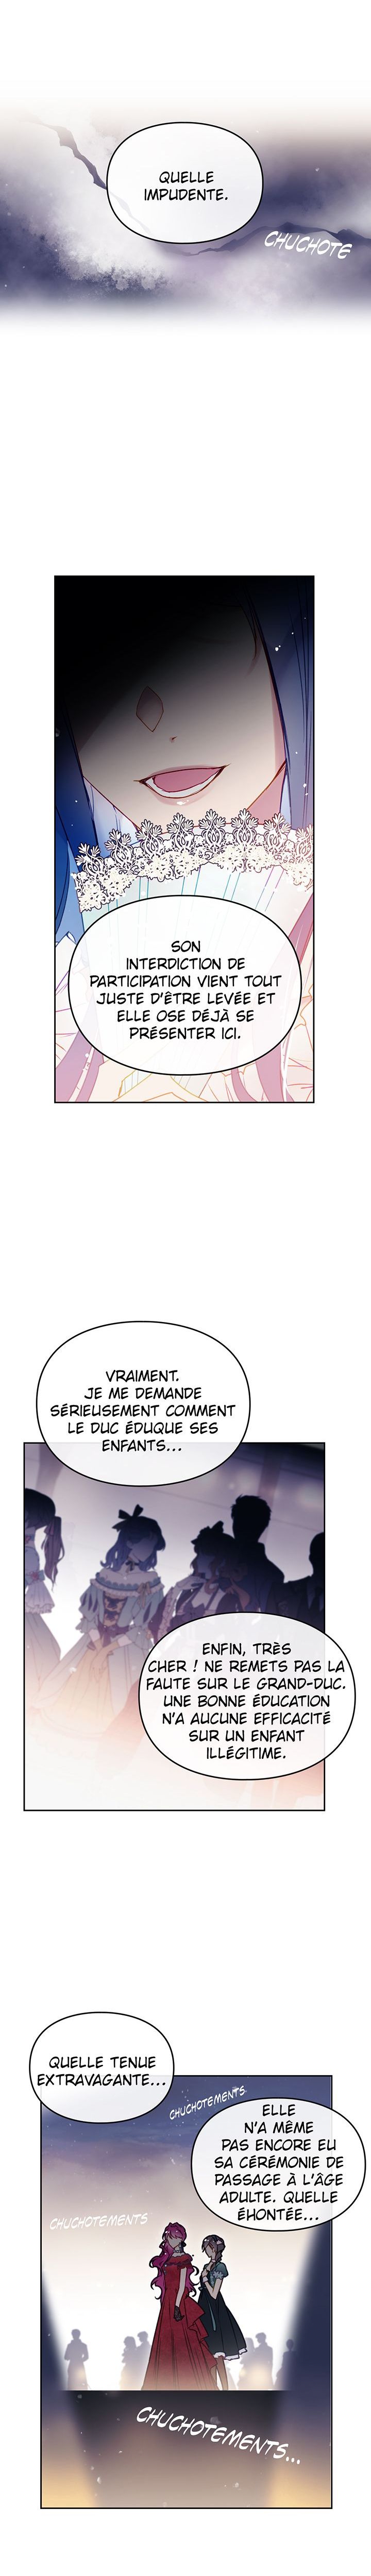 QUELLE
IMPUDENTE.
CHUCHOTE
SON
INTERDICTION DE
PARTICIPATION VIENT TOUT
JUSTE D'ÊTRE LEVÉE ET
ELLE OSE DÉJÀ SE
PRÉSENTER ICI.
VRAIMENT.
JE ME DEMANDE
SÉRIEUSEMENT COMMENT
LE DUC ÉDUQUE SES
ENFANTS...
ENFIN, TRÈS
CHER ! NE REMETS PAS LA
FAUTE SUR LE GRAND-DUC.
UNE BONNE ÉDUCATION
N'A AUCUNE EFFICACITÉ
SUR UN ENFANT
ILLÉGITIME.
QUELLE TENUE
EXTRAVAGANTE...
CHUCHOTEMENTS
ELLE
N'A MÊME
PAS ENCORE EU
SA CÉRÉMONIE DE
PASSAGE À L'ÂGE
ADULTE. QUELLE
ÉHONTÉE...
CHUCHOTEMENTS
CHUCHOTEMENTS...